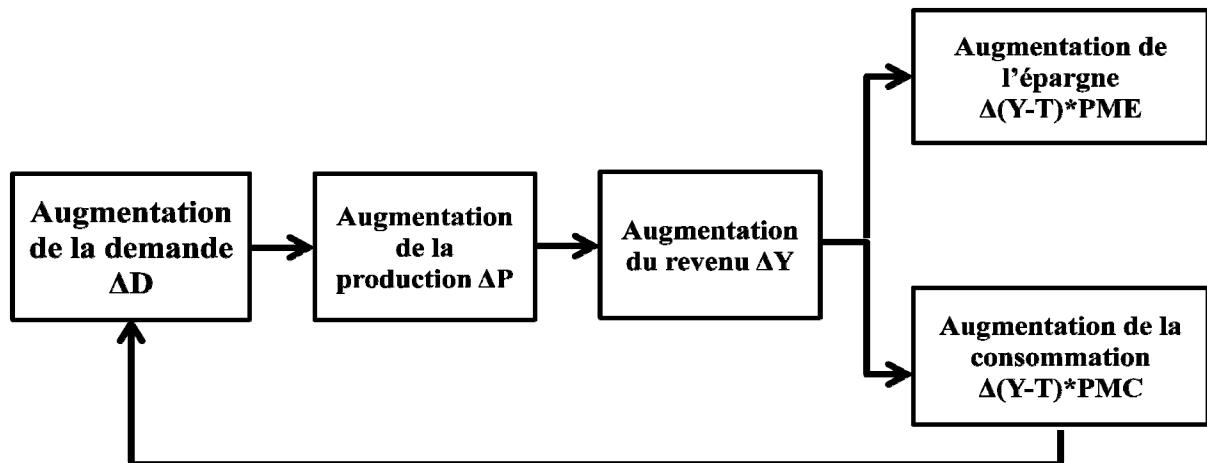 Augmentation
de la demande
ΔD
Augmentation
de la
production ΔP
Augmentation
du revenu ΔY
Augmentation de
l’épargne
Δ(Y-T)*PME
Augmentation de la
consommation
Δ(Y-T)*PMC